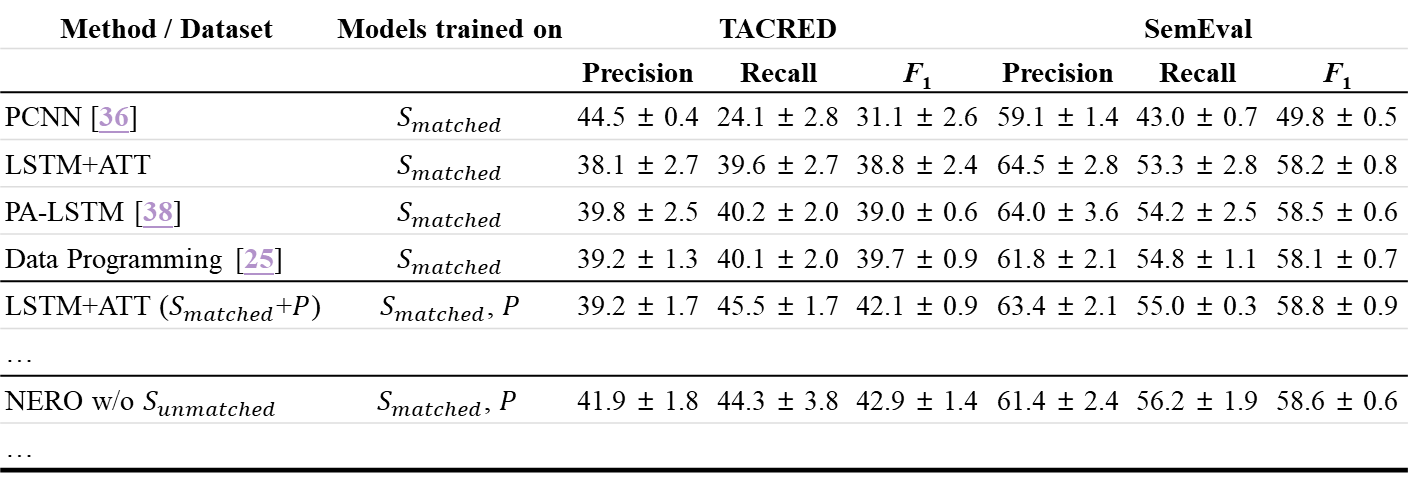 Method / Dataset Models trained on TACRED SemEval
Precision Recall F1 Precision Recall F1
PCNN [36] Smatched 44.5 ± 0.4 24.1 ± 2.8 31.1 ± 2.6 59.1 ± 1.4 43.0 ± 0.7 49.8 ± 0.5
LSTM+ATT Smatched 38.1 ± 2.7 39.6 ± 2.7 38.8 ± 2.4 64.5 ± 2.8 53.3 ± 2.8 58.2 ± 0.8
PA-LSTM [38] Smatched 39.8 ± 2.5 40.2 ± 2.0 39.0 ± 0.6 64.0 ± 3.6 54.2 ± 2.5 58.5 ± 0.6
Data Programming [25] Smatched 39.2 ± 1.3 40.1 ± 2.0 39.7 ± 0.9 61.8 ± 2.1 54.8 ± 1.1 58.1 ± 0.7
LSTM+ATT (Smatched+P) Smatched, P 39.2 ± 1.7 45.5 ± 1.7 42.1 ± 0.9 63.4 ± 2.1 55.0 ± 0.3 58.8 ± 0.9
…
NERO w/o Sunmatched Smatched, P 41.9 ± 1.8 44.3 ± 3.8 42.9 ± 1.4 61.4 ± 2.4 56.2 ± 1.9 58.6 ± 0.6
…